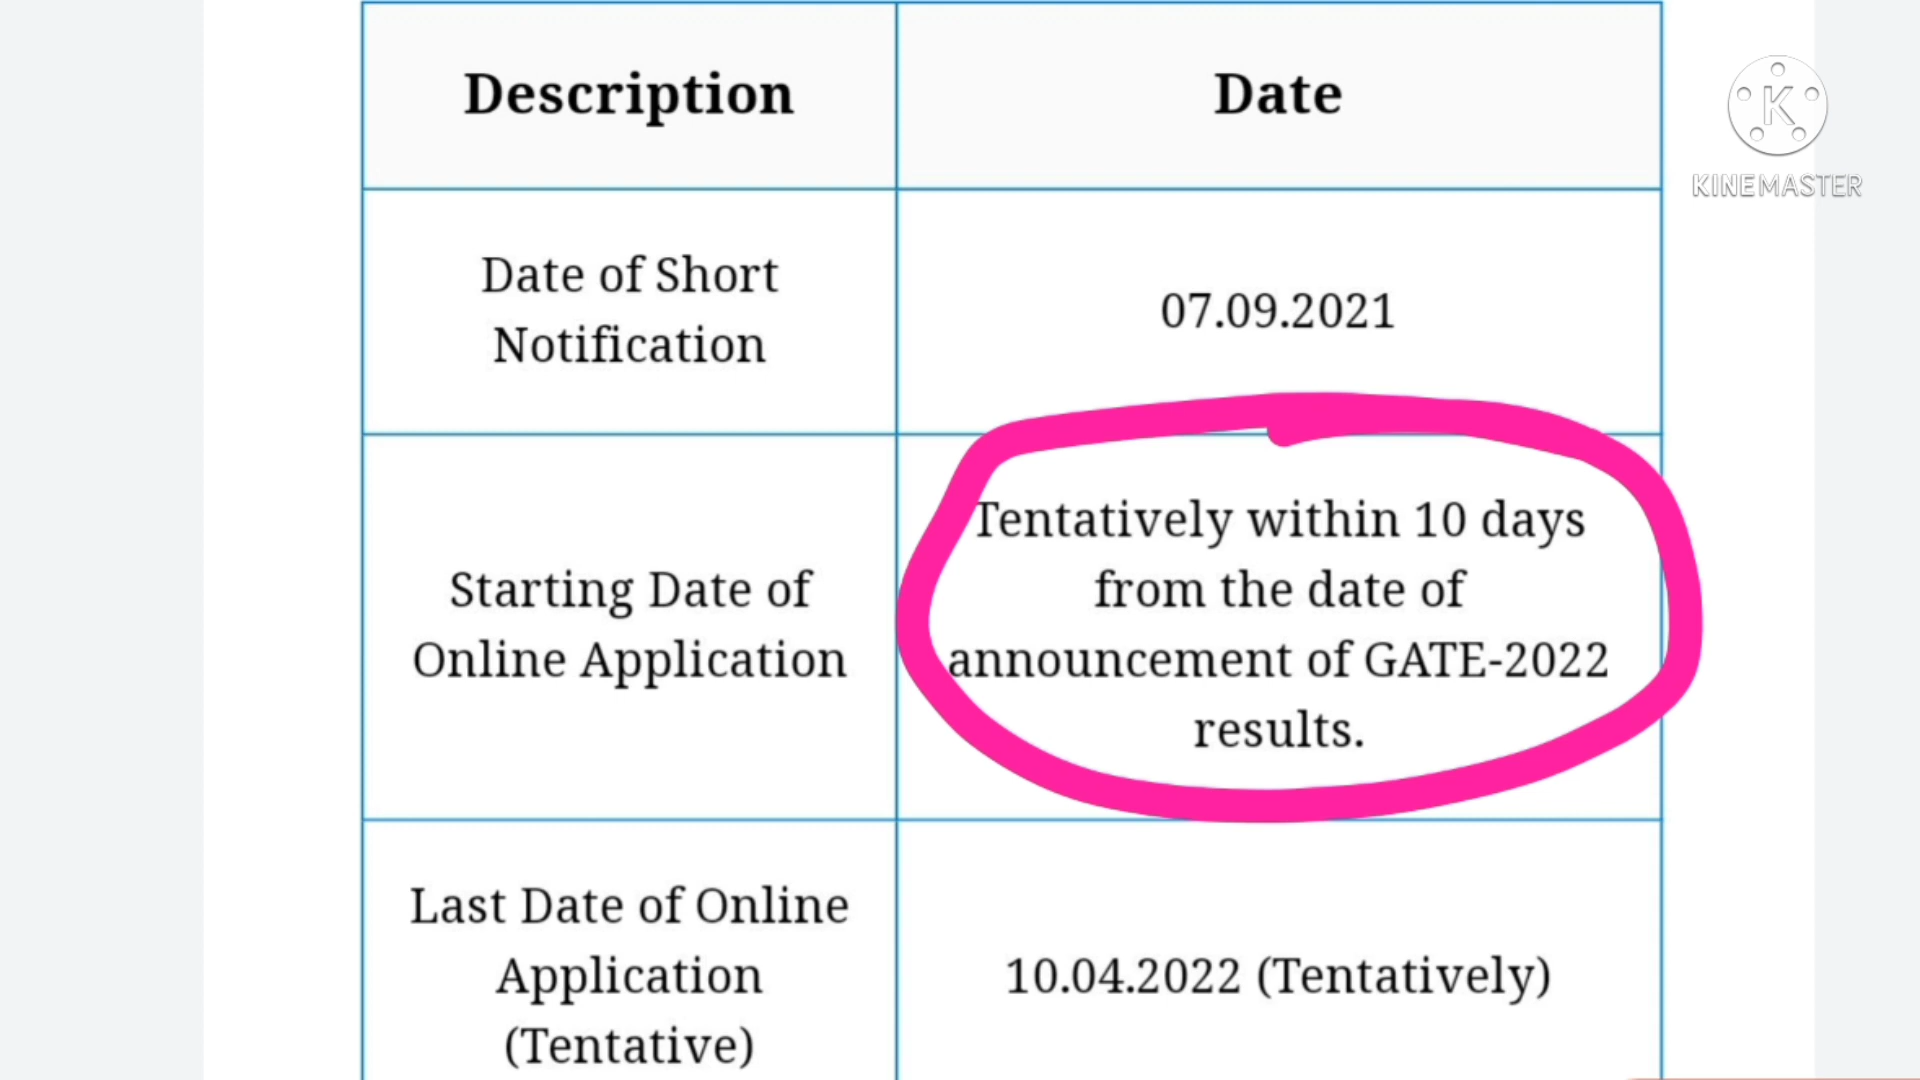 Description
Date
K
KINEMASTER
Date of Short
Notification
07.09.2021
Starting Date of
Online Application
Tentatively within 10 days
from the date of
announcement of GATE-2022
results.
Last Date of Online
Application
(Tentative)
10.04.2022 (Tentatively)